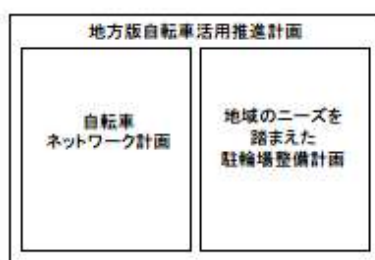 地方版自転車活用推進計画
自転車
ネットワーク計画
地域のニーズを
踏まえた
駐輪場整備計画